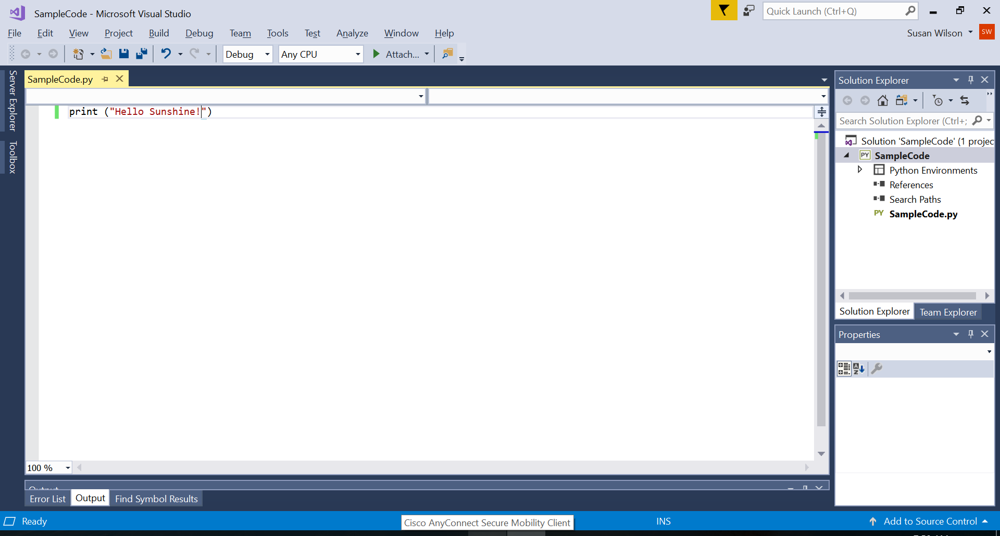 SampleCode - Microsoft Visual Studio
Quick Launch (Ctrl+Q)
File Edit View Project Build Debug Team Tools Test Analyze Window Help
Susan Wilson SW
Debug Any CPU Attach...
Server Explorer
Toolbox
SampleCode.py
print ("Hello Sunshine!")
Solution Explorer
Search Solution Explorer (Ctrl+;
Solution 'SampleCode' (1 projec
PY SampleCode
Python Environments
References
Search Paths
PY SampleCode.py
Solution Explorer Team Explorer
Properties
100 %
Output
Error List Output Find Symbol Results
Ready
Cisco AnyConnect Secure Mobility Client
INS
Add to Source Control